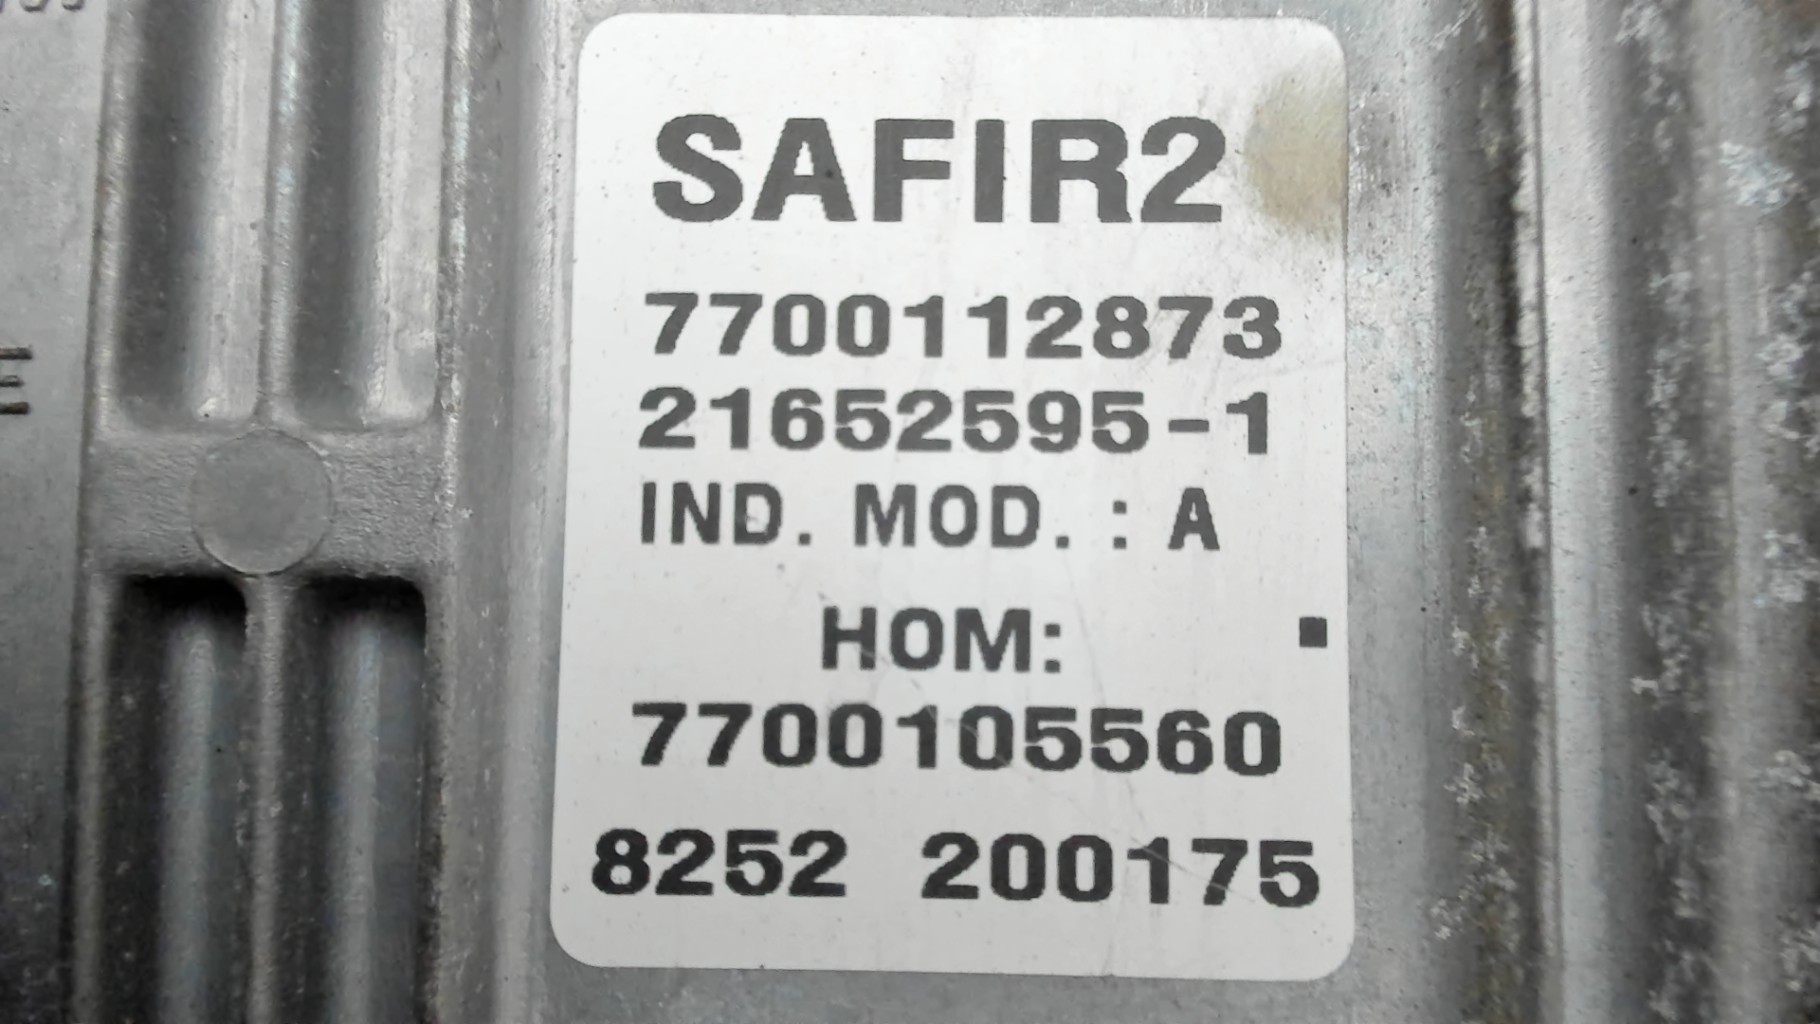 SAFIR2
7700112873
21652595-1
IND. MOD. : A
HOM:
7700105560
8252 200175